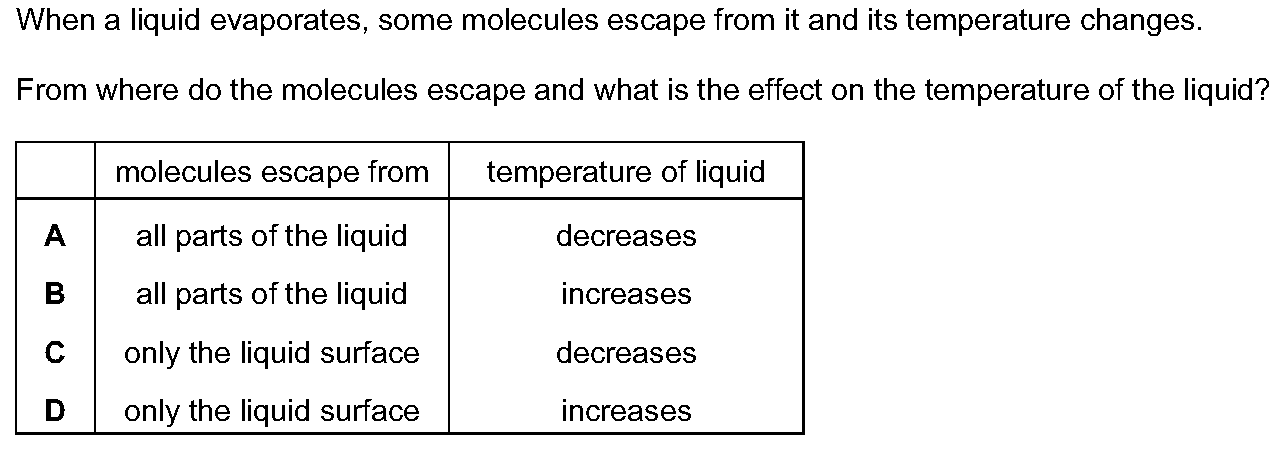 When a liquid evaporates, some molecules escape from it and its temperature changes.
From where do the molecules escape and what is the effect on the temperature of the liquid?
molecules escape from temperature of liquid
A all parts of the liquid decreases
B all parts of the liquid increases
C only the liquid surface decreases
D only the liquid surface increases